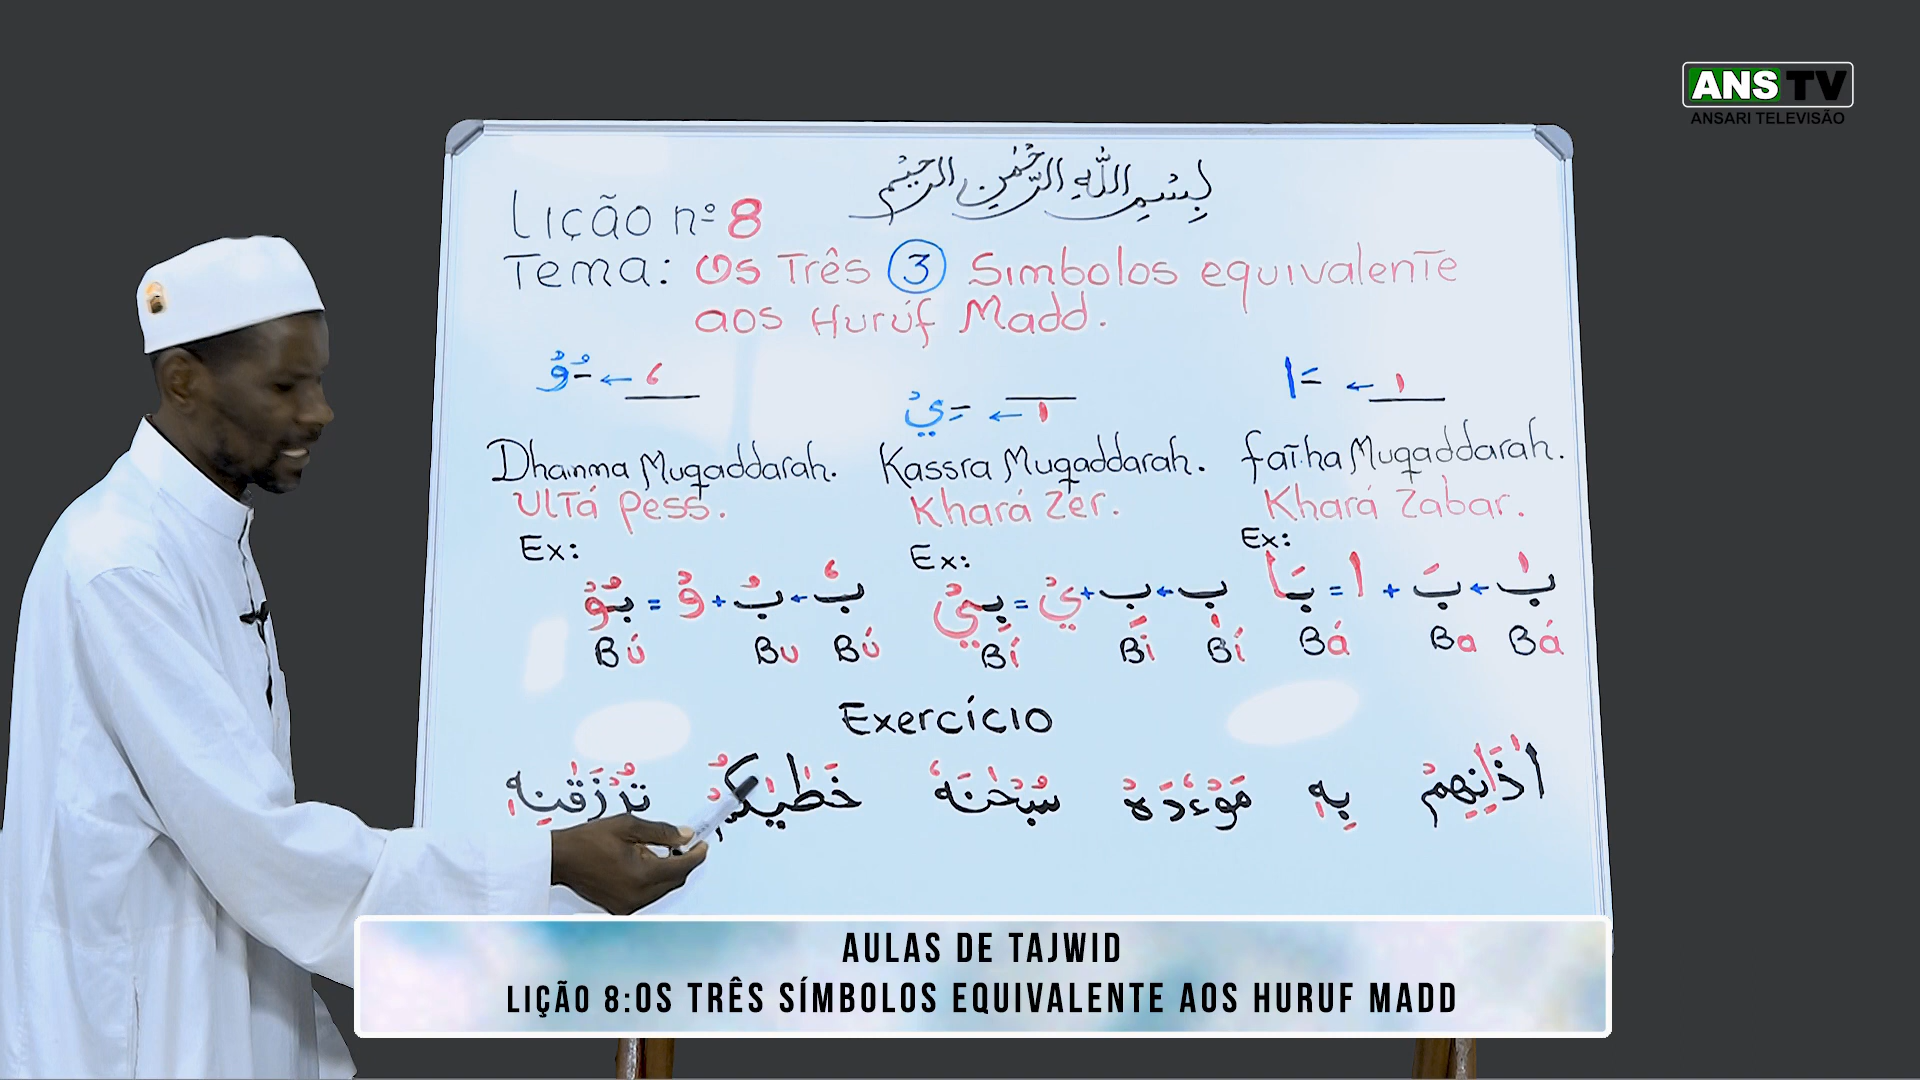 ANS TV
ANSARI TELEVISÃO
بِسْمِ اللّٰهِ الرَّحْمٰنِ الرَّحِيْمِ
Lição nº 8
Tema: Os Três 3 Simbolos equivalente
aos Hurúf Madd.
Dhamma Muqaddarah. Kassra Muqaddarah. fatha Muqaddarah.
Ultá Pess. Khará Zer. Khará Zabar.
Ex: Ex: Ex:
بُوْ = وْ + بُ ← بٗ
بِيْ = يْ + بِ ← بٖ
بَا = ا + بَ ← بٰ
Bú Bu Bú Bí Bi Bí Bá Ba Bá
Exercício
بِهٖ
سُبْحٰنَهٗ
AULAS DE TAJWID
LIÇÃO 8:OS TRÊS SÍMBOLOS EQUIVALENTE AOS HURUF MADD